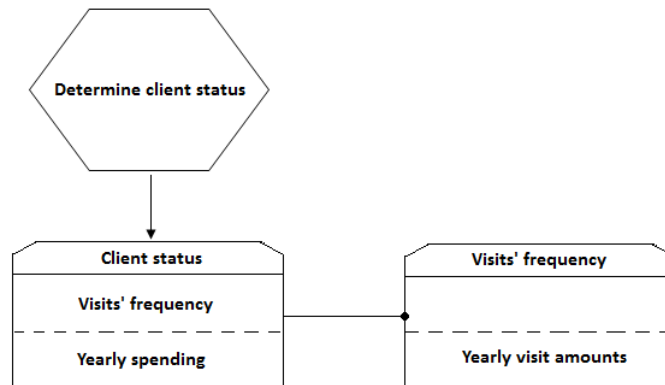 Determine client status
Client status
Visits' frequency
Yearly spending
Visits' frequency
Yearly visit amounts